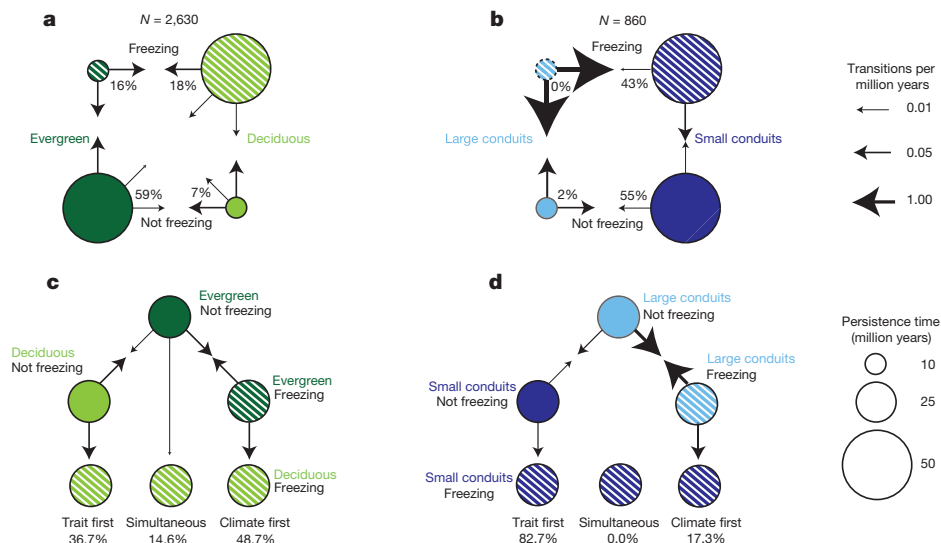 a
N = 2,630
Freezing
16%
18%
Evergreen
Deciduous
59%
7%
Not freezing
b
N = 860
Freezing
0%
43%
Large conduits
Small conduits
2%
55%
Not freezing
Transitions per
million years
0.01
0.05
1.00
c
Evergreen
Not freezing
Deciduous
Not freezing
Evergreen
Freezing
Deciduous
Freezing
Trait first
36.7%
Simultaneous
14.6%
Climate first
48.7%
d
Large conduits
Not freezing
Large conduits
Freezing
Small conduits
Not freezing
Small conduits
Freezing
Trait first
82.7%
Simultaneous
0.0%
Climate first
17.3%
Persistence time
(million years)
10
25
50